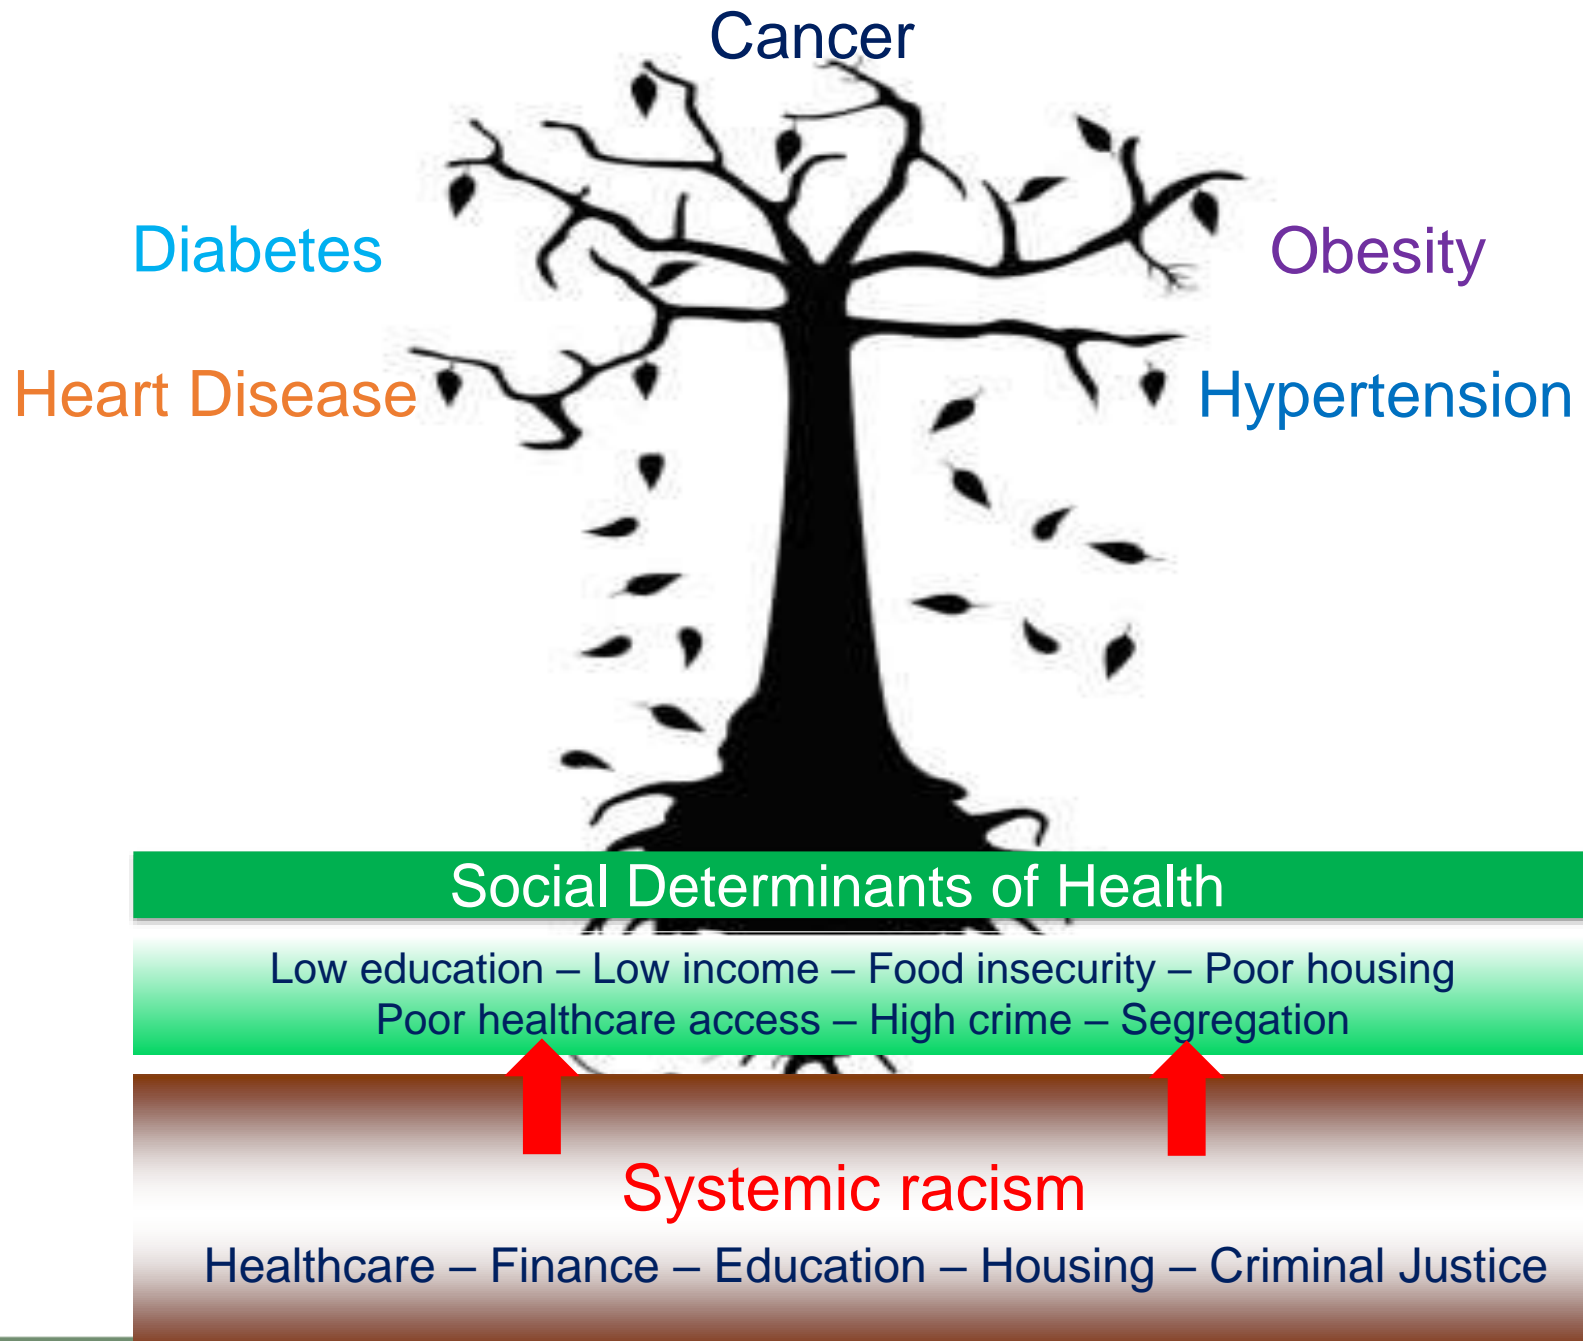 Cancer
Diabetes
Obesity
Heart Disease
Hypertension
Social Determinants of Health
Low education – Low income – Food insecurity – Poor housing
Poor healthcare access – High crime – Segregation
Systemic racism
Healthcare – Finance – Education – Housing – Criminal Justice